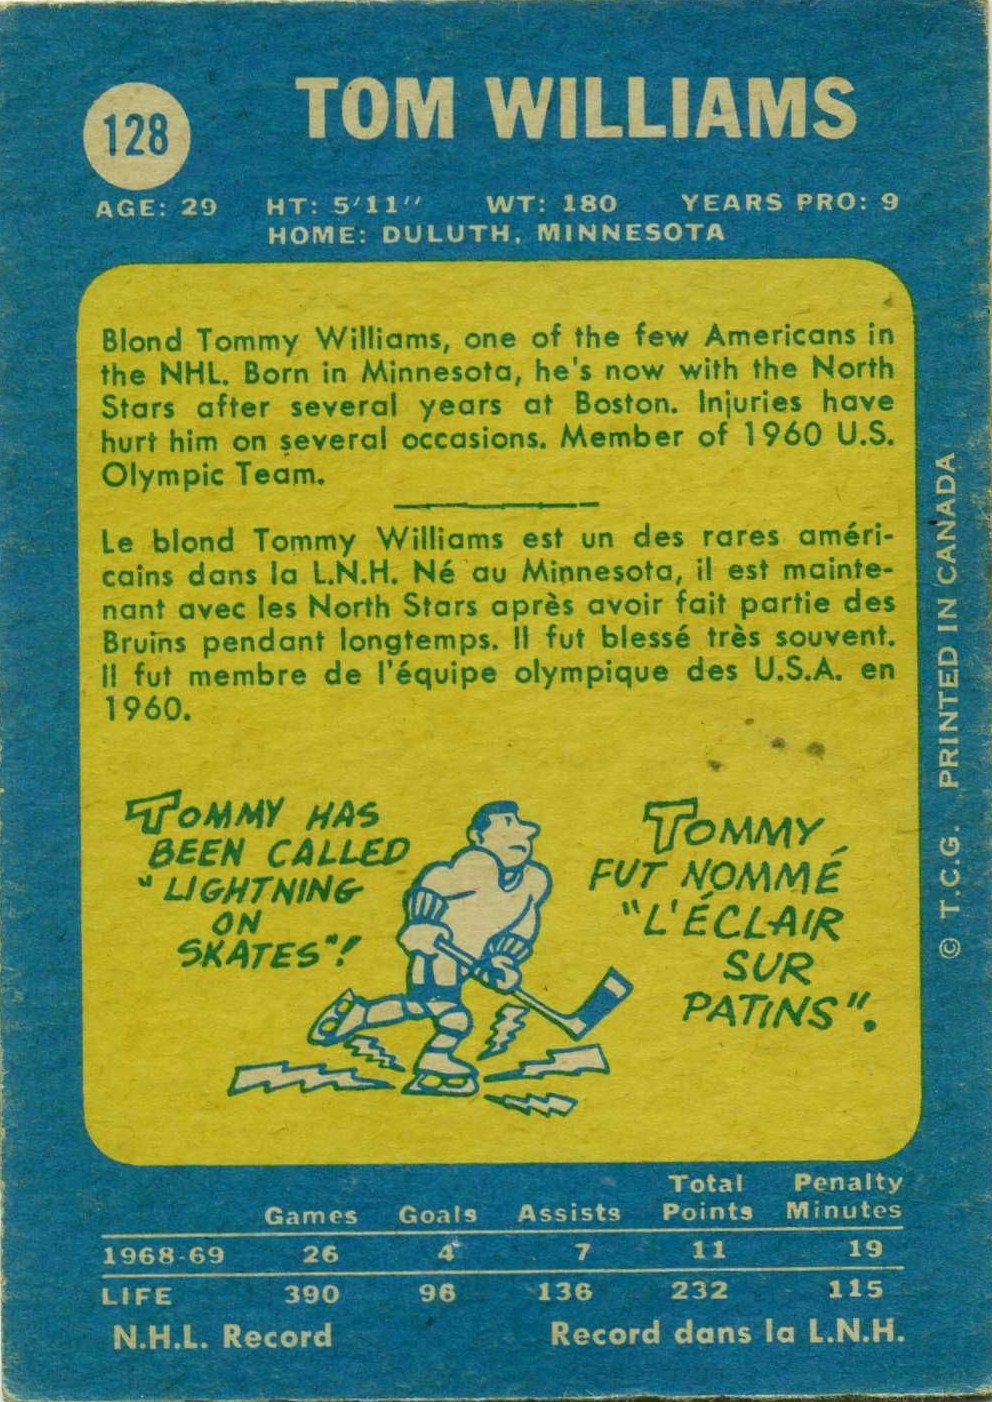 128
TOM WILLIAMS
AGE: 29 HT: 5'11" WT: 180 YEARS PRO: 9
HOME: DULUTH, MINNESOTA
Blond Tommy Williams, one of the few Americans in
the NHL. Born in Minnesota, he's now with the North
Stars after several years at Boston. Injuries have
hurt him on several occasions. Member of 1960 U.S.
Olympic Team.
Le blond Tommy Williams est un des rares améri-
cains dans la L.N.H. Né au Minnesota, il est mainte-
nant avec les North Stars après avoir fait partie des
Bruins pendant longtemps. Il fut blessé très souvent.
Il fut membre de l'équipe olympique des U.S.A. en
1960.
TOMMY HAS
BEEN CALLED
"LIGHTNING
ON
SKATES"!
TOMMY
FUT NOMMÉ
"L'ÉCLAIR
SUR
PATINS".
© T.C.G. PRINTED IN CANADA
Games Goals Assists Total Points Penalty Minutes
1968-69 26 4 7 11 19
LIFE 390 96 136 232 115
N.H.L. Record Record dans la L.N.H.